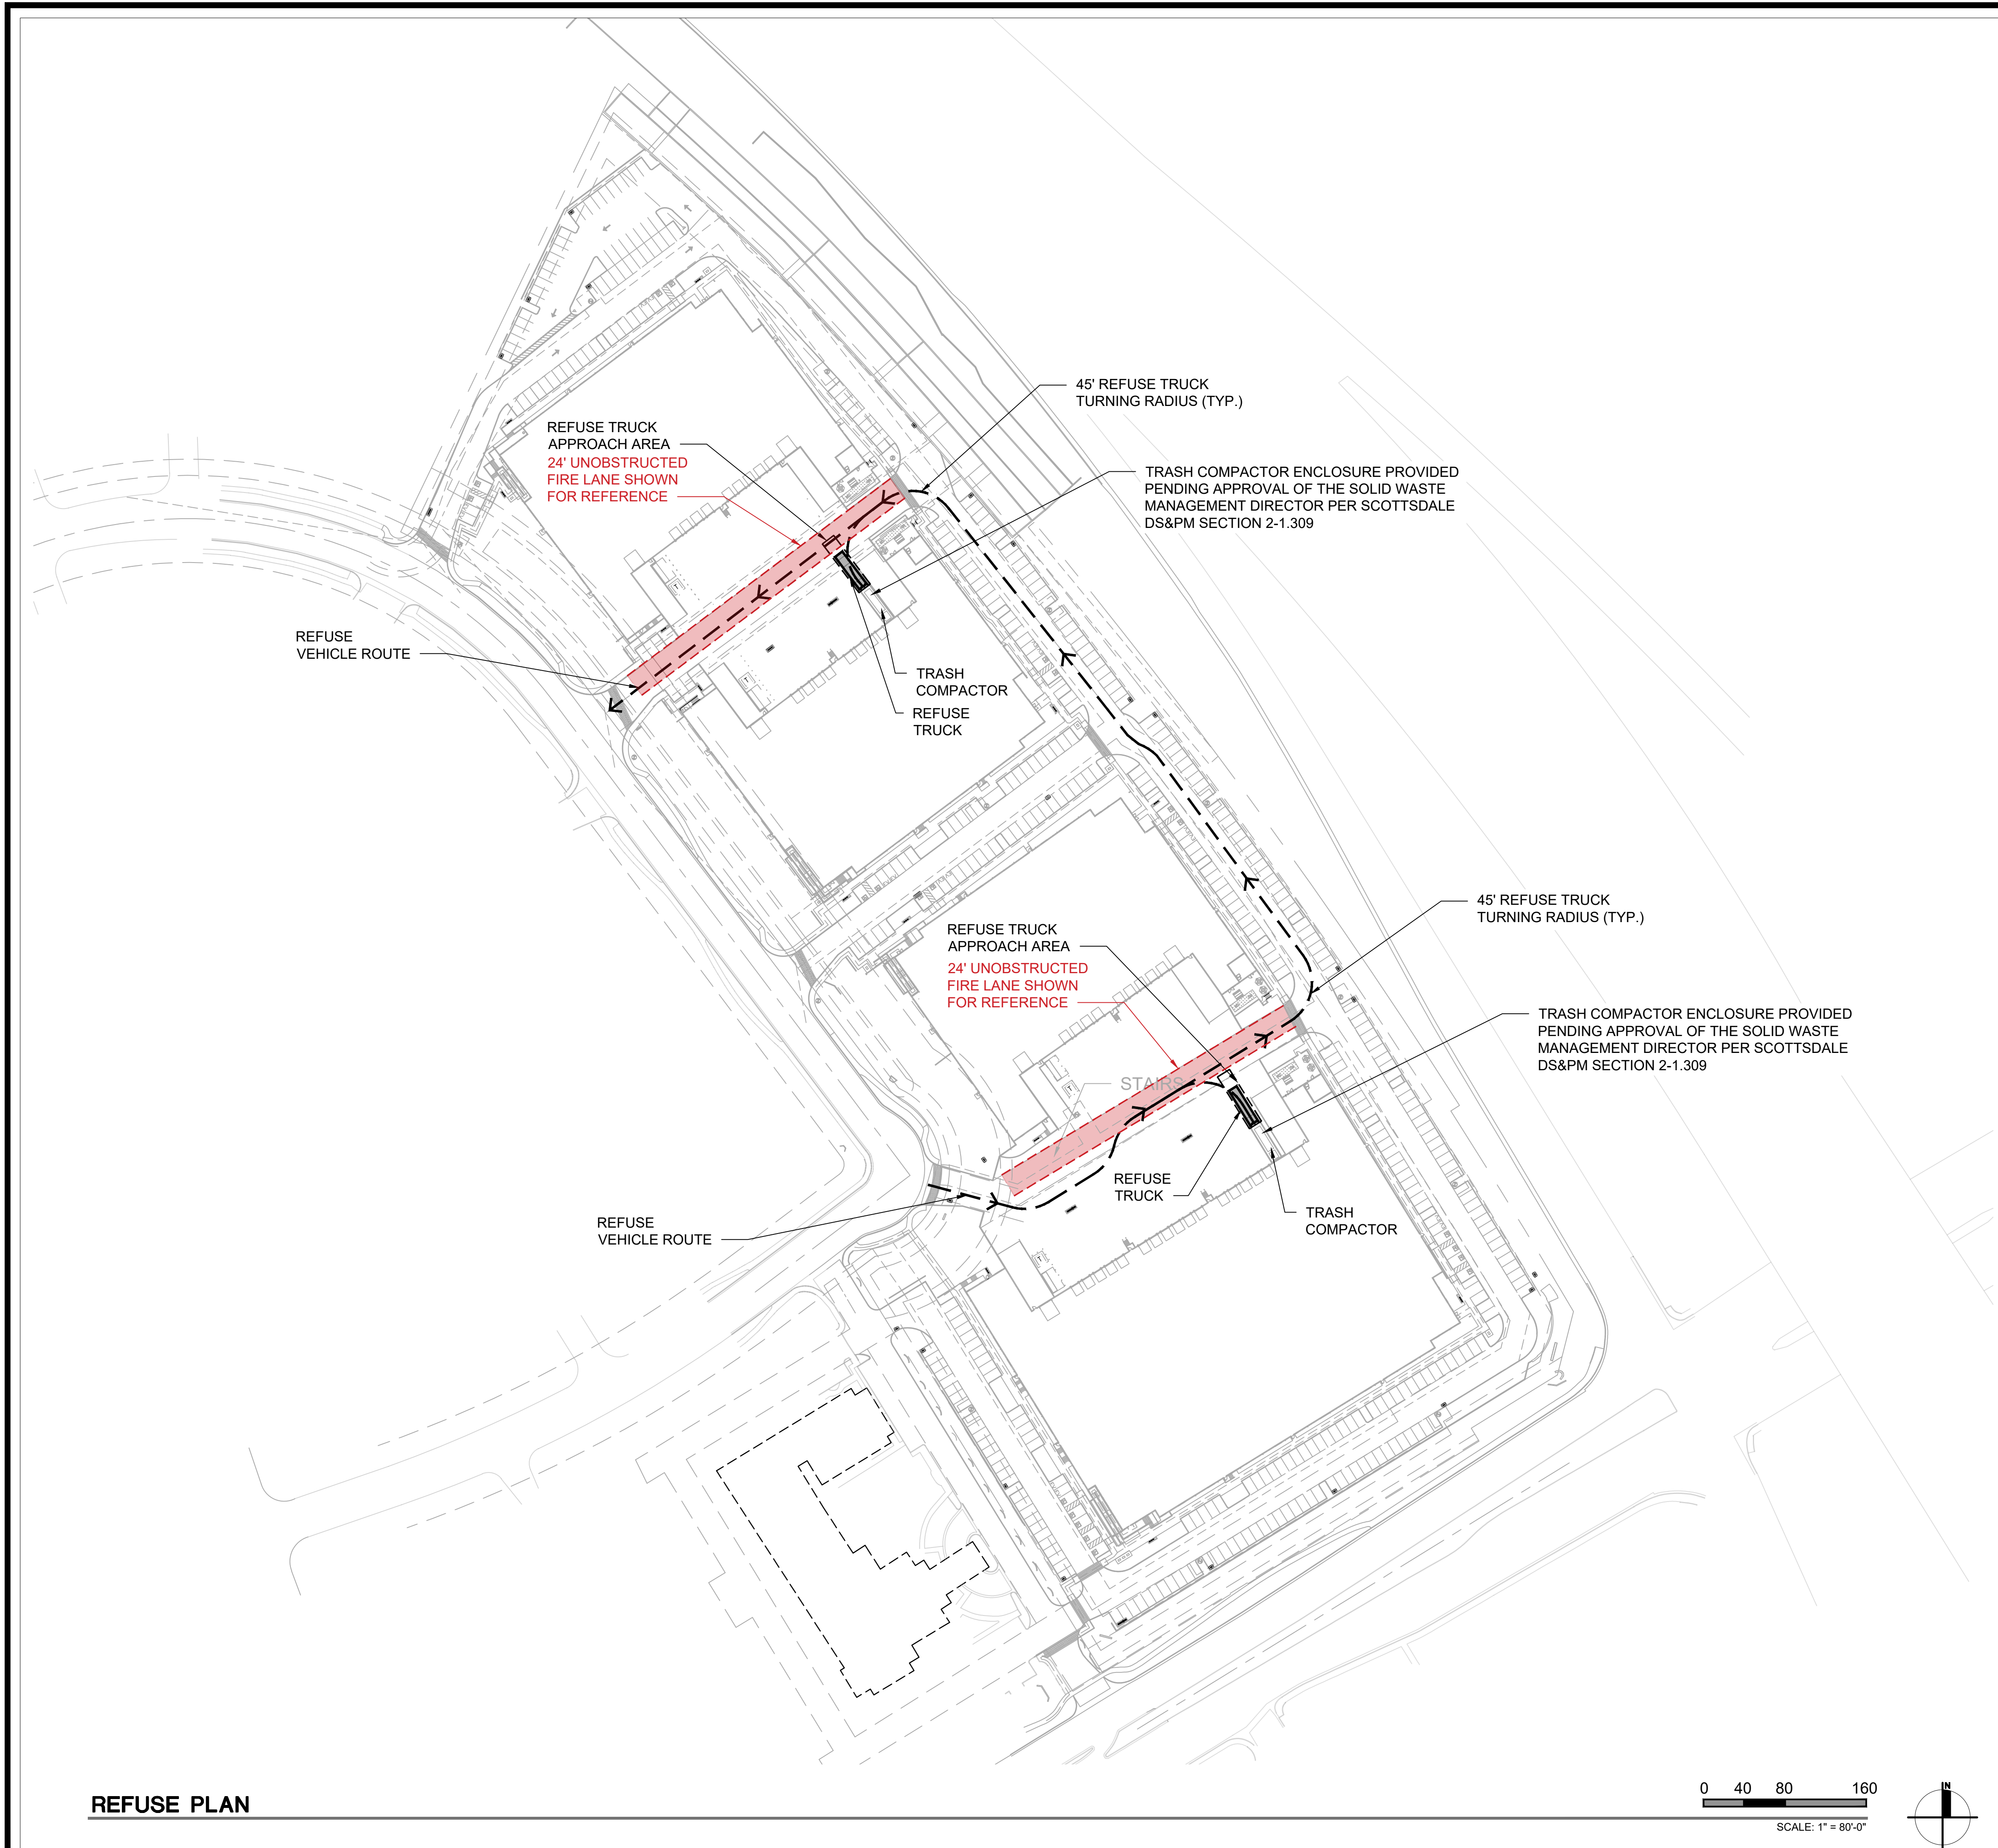 45' REFUSE TRUCK
TURNING RADIUS (TYP.)
REFUSE TRUCK
APPROACH AREA
24' UNOBSTRUCTED
FIRE LANE SHOWN
FOR REFERENCE
TRASH COMPACTOR ENCLOSURE PROVIDED
PENDING APPROVAL OF THE SOLID WASTE
MANAGEMENT DIRECTOR PER SCOTTSDALE
DS&PM SECTION 2-1.309
REFUSE
VEHICLE ROUTE
TRASH
COMPACTOR
REFUSE
TRUCK
45' REFUSE TRUCK
TURNING RADIUS (TYP.)
REFUSE TRUCK
APPROACH AREA
24' UNOBSTRUCTED
FIRE LANE SHOWN
FOR REFERENCE
TRASH COMPACTOR ENCLOSURE PROVIDED
PENDING APPROVAL OF THE SOLID WASTE
MANAGEMENT DIRECTOR PER SCOTTSDALE
DS&PM SECTION 2-1.309
STAIRS
REFUSE
TRUCK
TRASH
COMPACTOR
REFUSE
VEHICLE ROUTE
REFUSE PLAN
0 40 80 160
SCALE: 1" = 80'-0"
N